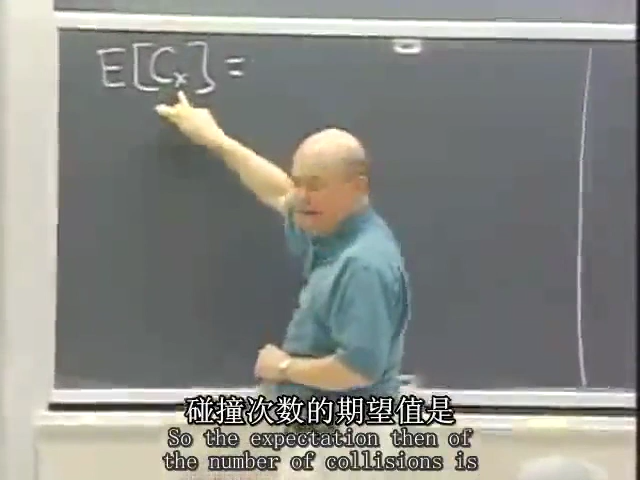 E[Cx] =
碰撞次数的期望值是
So the expectation then of
the number of collisions is